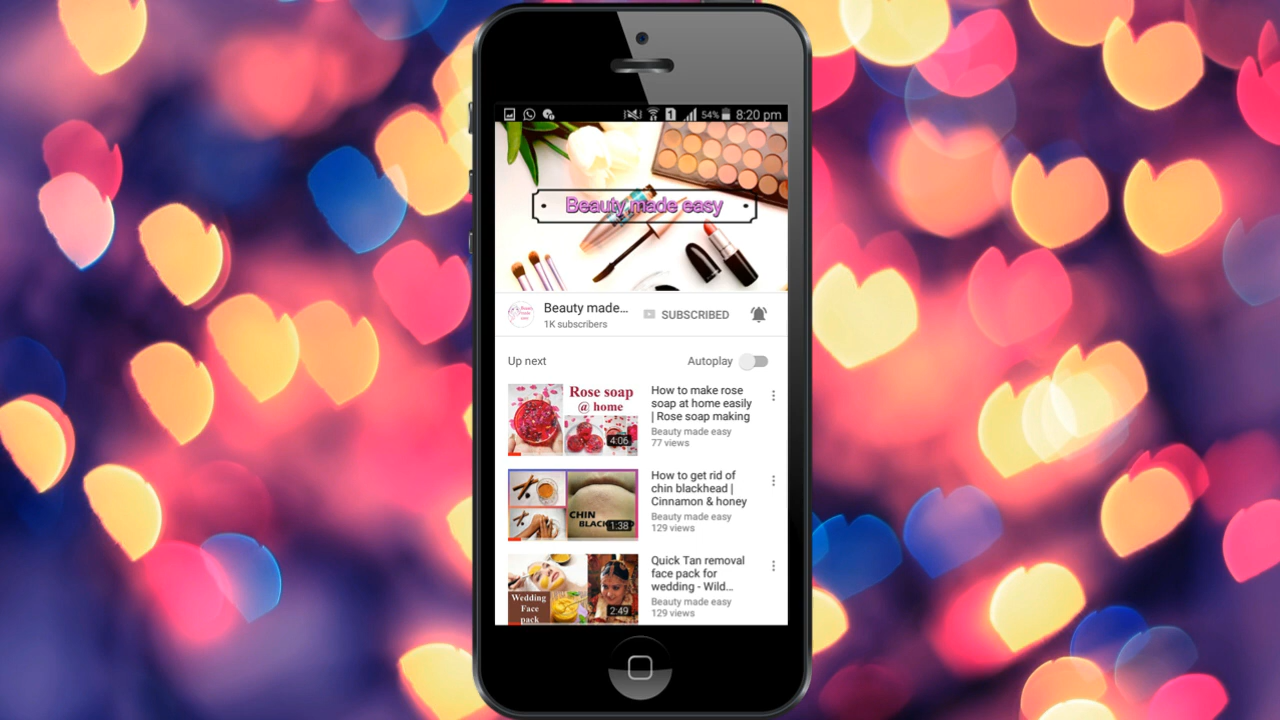 1 54% 8:20 pm
Beauty made easy
Beauty made...
SUBSCRIBED
1K subscribers
Up next
Autoplay
Rose soap
@ home
4:06
How to make rose
soap at home easily
| Rose soap making
Beauty made easy
77 views
CHIN
1:38
How to get rid of
chin blackhead |
Cinnamon & honey
Beauty made easy
129 views
Wedding
Face
pack
2:49
Quick Tan removal
face pack for
wedding - Wild...
Beauty made easy
129 views